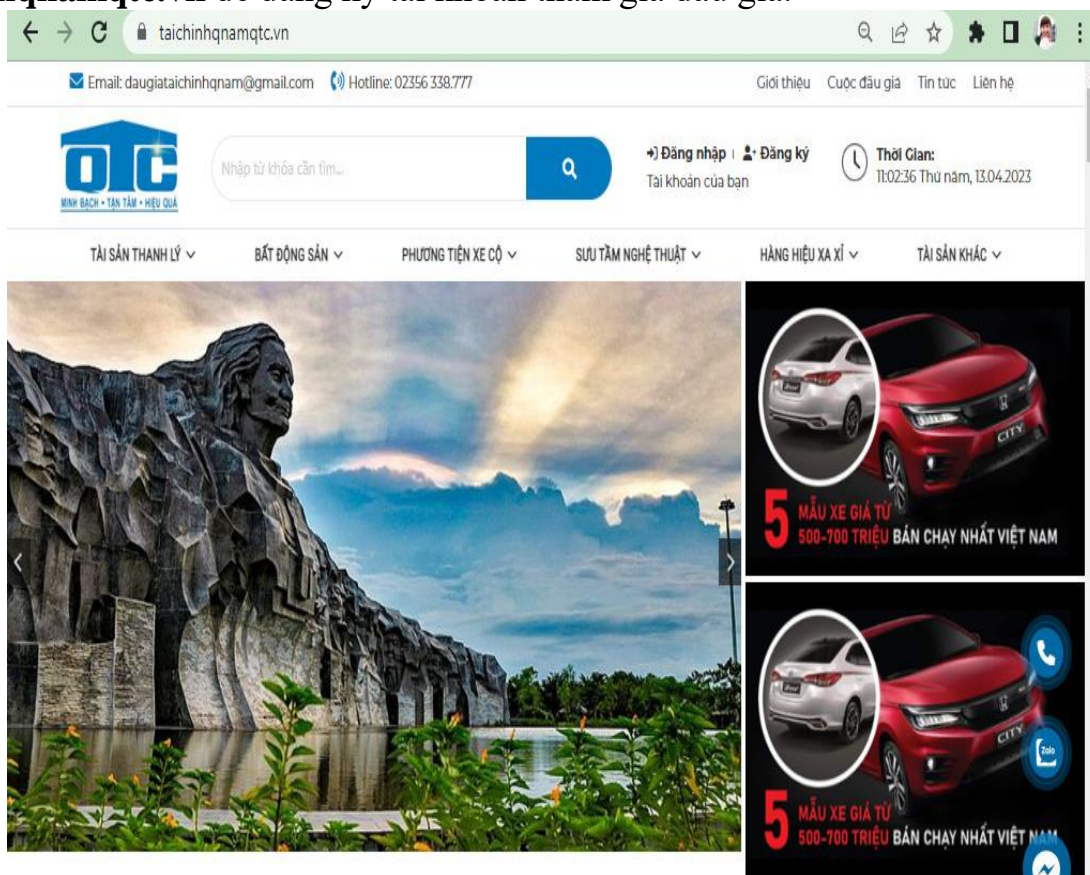 taichinhqnamqtc.vn
Email: daugiataichinhqnam@gmail.com Hotline: 02356 338.777 Giới thiệu Cuộc đấu giá Tin tức Liên hệ
QTC
MINH BẠCH • TẬN TÂM • HIỆU QUẢ
Nhập từ khóa cần tìm...
Đăng nhập | Đăng ký
Tài khoản của bạn
Thời Gian:
11:02:36 Thứ năm, 13.04.2023
TÀI SẢN THANH LÝ BẤT ĐỘNG SẢN PHƯƠNG TIỆN XE CỘ SƯU TẦM NGHỆ THUẬT HÀNG HIỆU XA XỈ TÀI SẢN KHÁC
CITY
5 MẪU XE GIÁ TỪ
500-700 TRIỆU BÁN CHẠY NHẤT VIỆT NAM
CITY
Zalo
5 MẪU XE GIÁ TỪ
500-700 TRIỆU BÁN CHẠY NHẤT VIỆT NAM